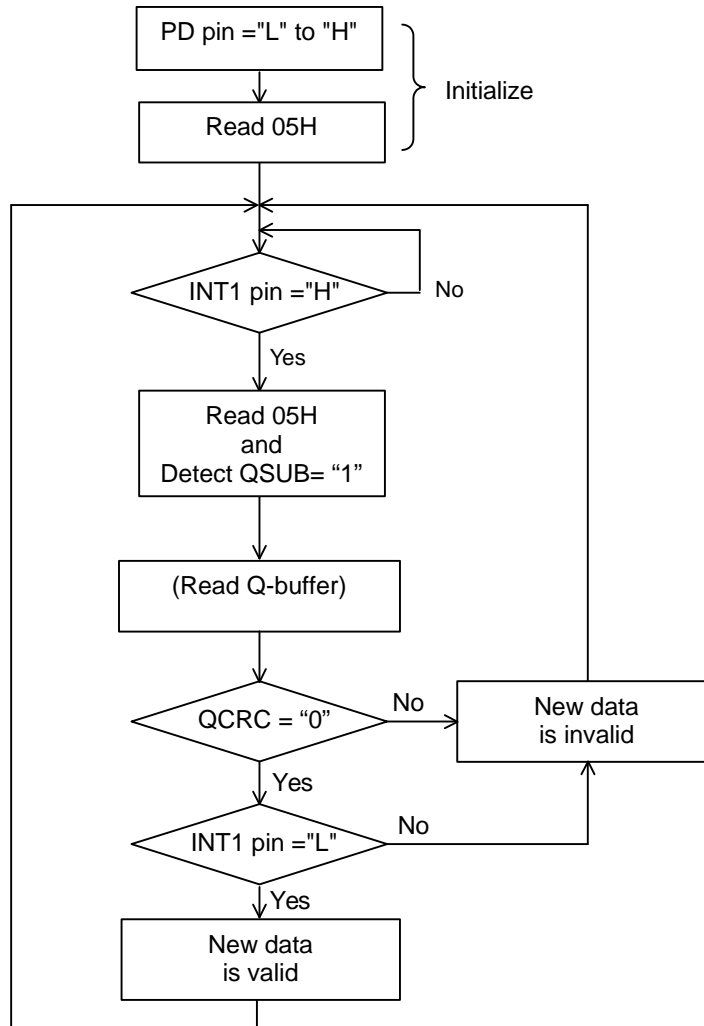 PD pin ="L" to "H"
Initialize
Read 05H
INT1 pin ="H"
No
Yes
Read 05H
and
Detect QSUB= “1”
(Read Q-buffer)
QCRC = “0”
No
New data
is invalid
Yes
INT1 pin ="L"
No
Yes
New data
is valid